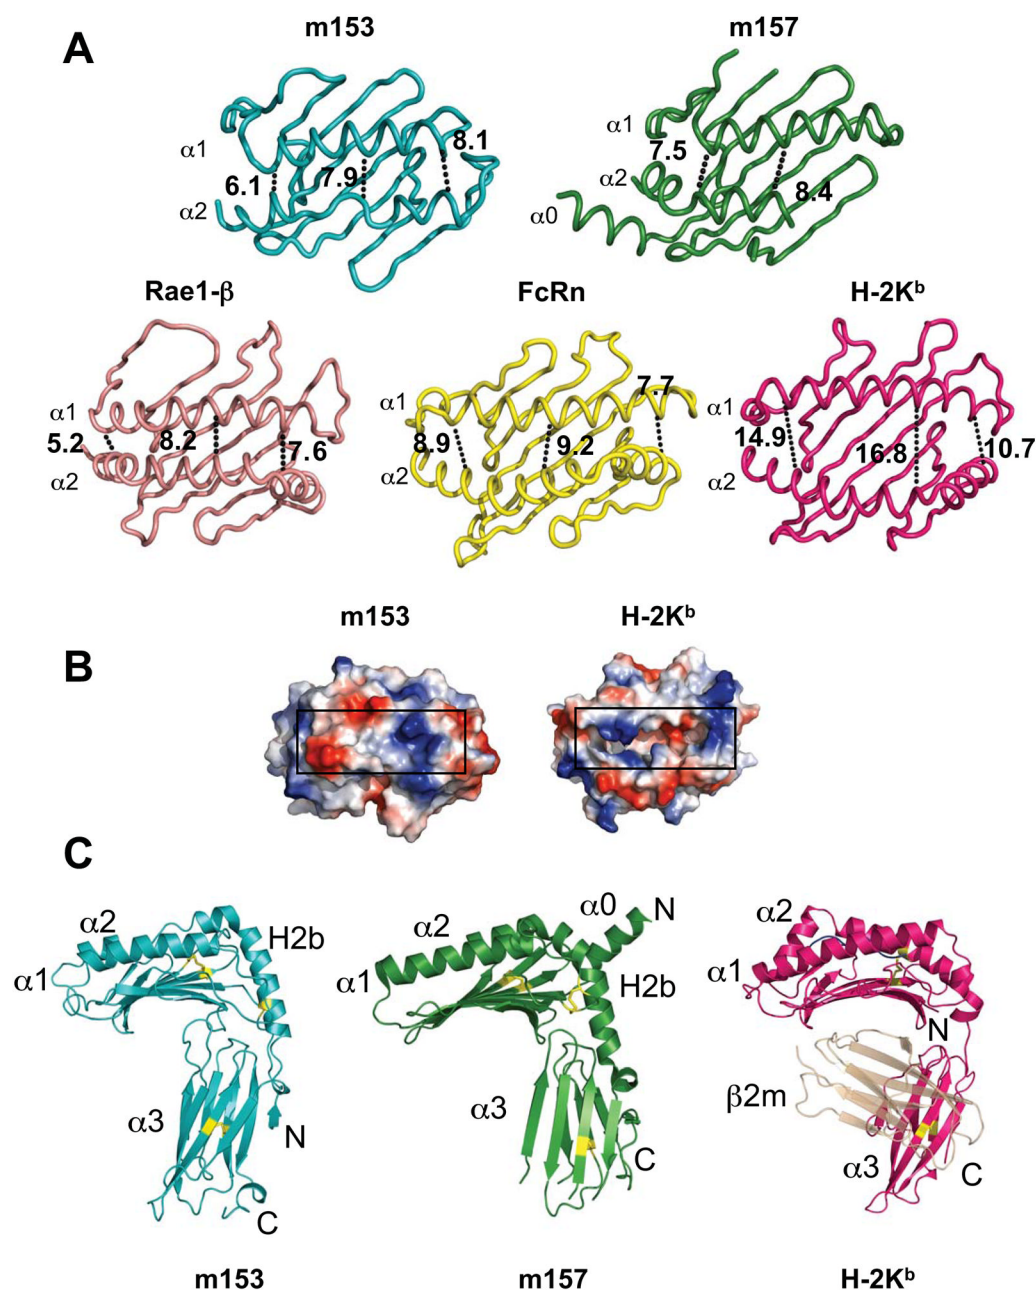 A
m153
m157
α1
α2
6.1
7.9
8.1
α1
α2
α0
7.5
8.4
Rae1-β
FcRn
H-2Kᵇ
α1
5.2
α2
8.2
7.6
α1
α2
8.9
9.2
7.7
α1
14.9
α2
16.8
10.7
B
m153
H-2Kᵇ
C
α2
H2b
α1
α3
N
C
α0
N
α2
α1
H2b
α3
C
α2
α1
N
β2m
α3
C
m153
m157
H-2Kᵇ